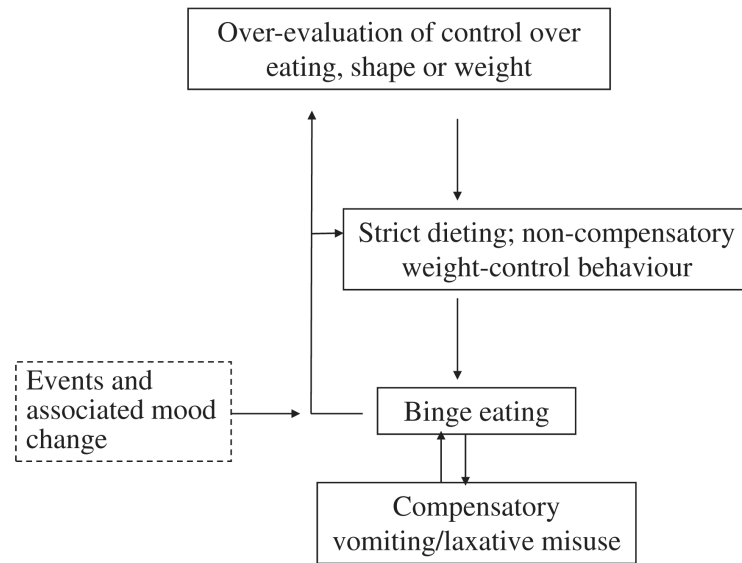 Over-evaluation of control over
eating, shape or weight
Strict dieting; non-compensatory
weight-control behaviour
Events and
associated mood
change
Binge eating
Compensatory
vomiting/laxative misuse